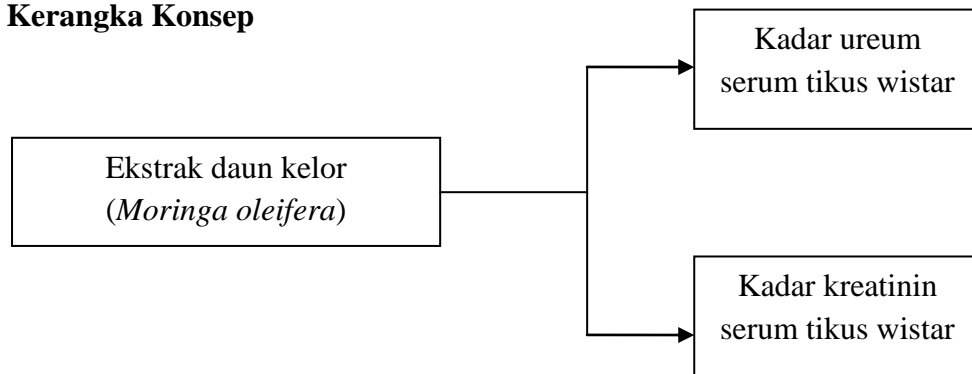 Kerangka Konsep
Kadar ureum
serum tikus wistar
Ekstrak daun kelor
(Moringa oleifera)
Kadar kreatinin
serum tikus wistar